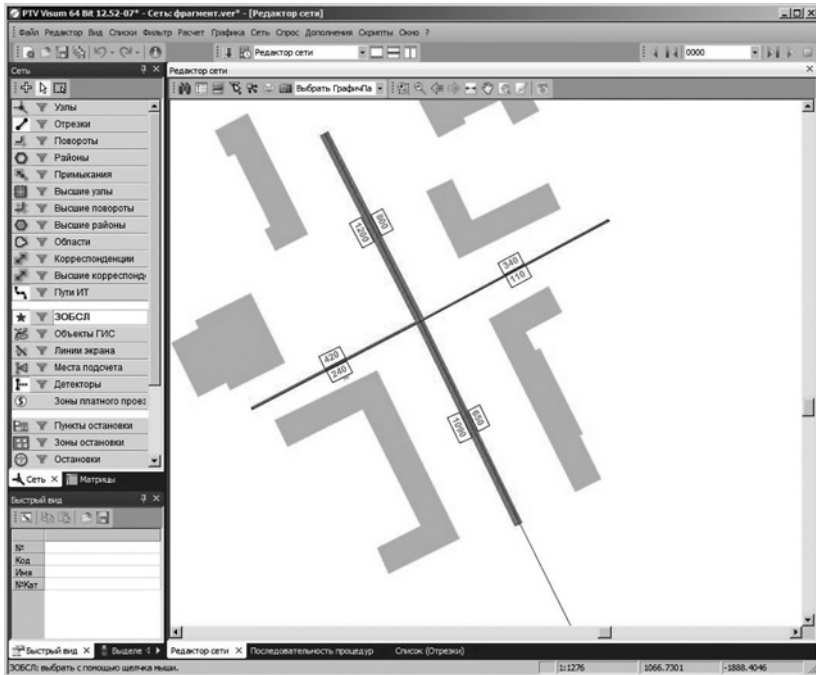 PTV Visum 64 Bit 12.52-07* - Сеть: фрагмент.ver* - [Редактор сети]
Файл Редактор Вид Списки Фильтр Расчет Графика Сеть Спрос Дополнения Скрипты Окно ?
Редактор сети
0000
Сеть
Редактор сети
Выбрать ГрафичПа
Узлы
Отрезки
Повороты
Районы
Примыкания
Высшие узлы
Высшие повороты
Высшие районы
Области
Корреспонденции
Высшие корреспонд
Пути ИТ
ЗОБСЛ
Объекты ГИС
Линии экрана
Места подсчета
Детекторы
Зоны платного проез
Пункты остановки
Зоны остановки
Остановки
800
1200
340
110
420
240
650
1090
Сеть
Матрицы
Быстрый вид
№
Код
Имя
№Кат
Быстрый вид
Выделе
Редактор сети
Последовательность процедур
Список (Отрезки)
ЗОБСЛ: выбрать с помощью щелчка мыши.
1:1276
1066.7301
-1888.4046